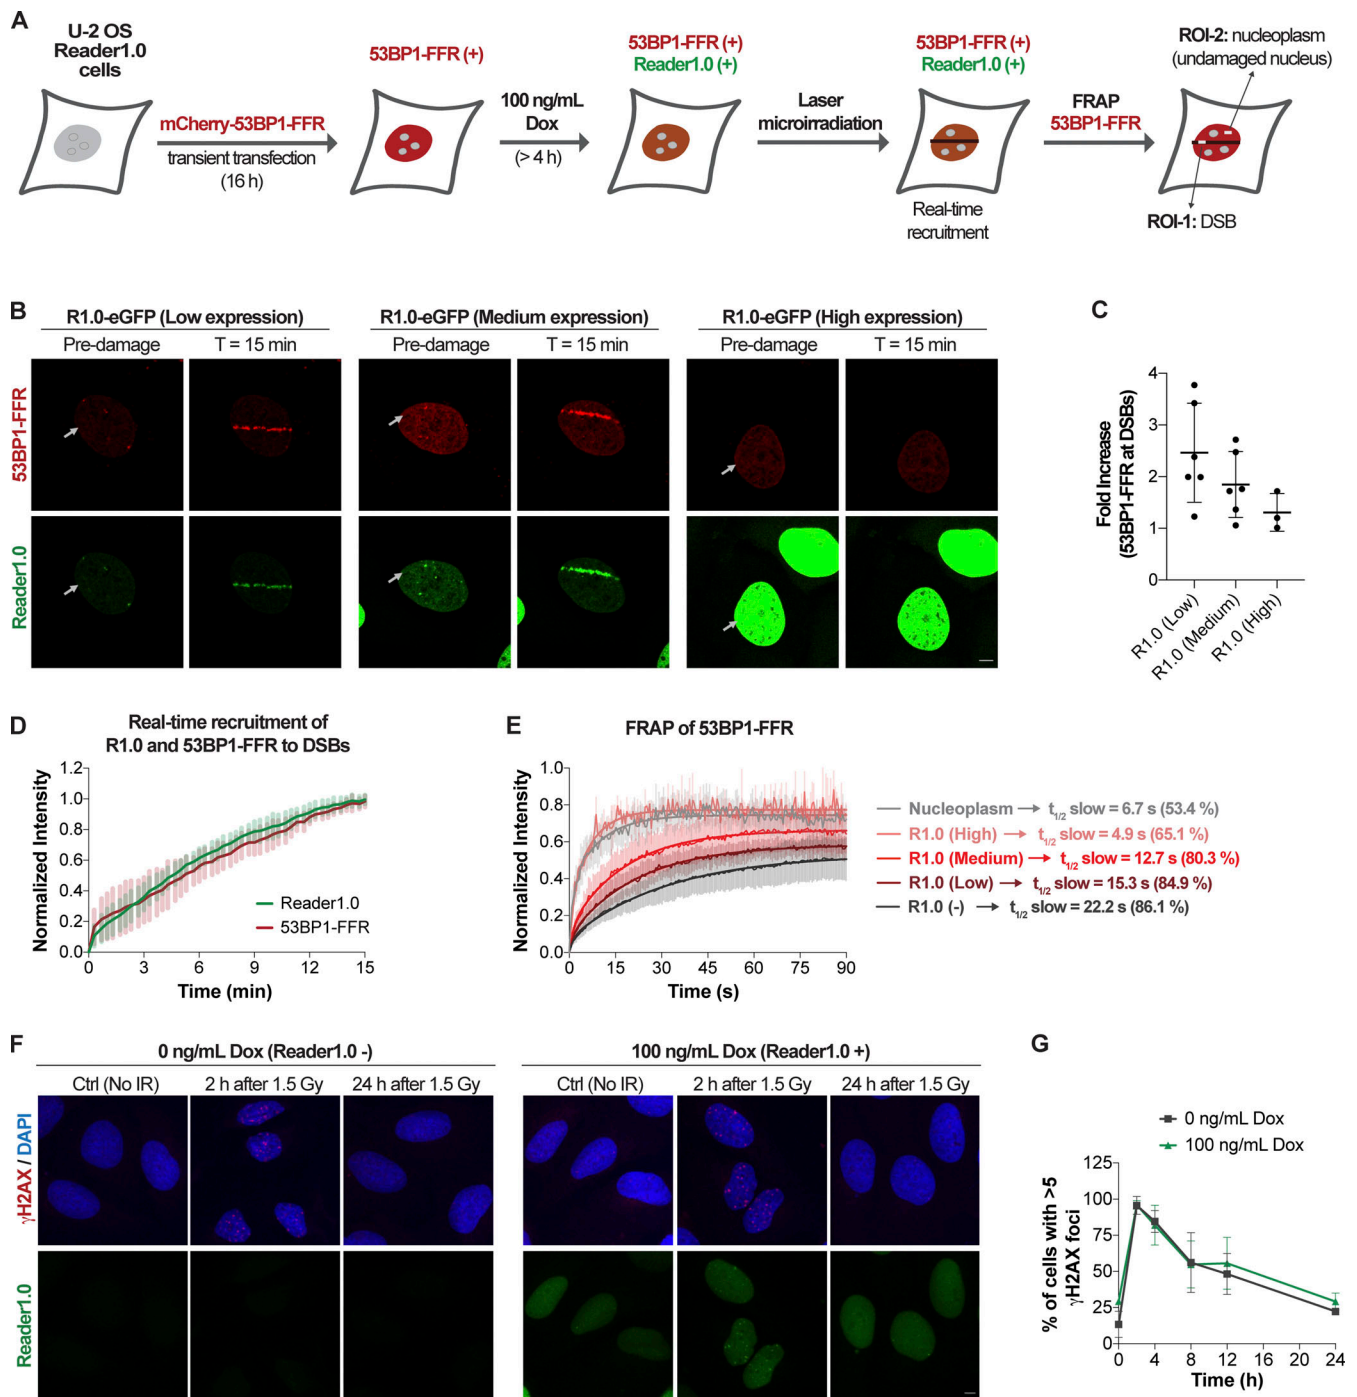 A
U-2 OS
Reader1.0
cells
mCherry-53BP1-FFR
transient transfection
(16 h)
53BP1-FFR (+)
100 ng/mL
Dox
(> 4 h)
53BP1-FFR (+)
Reader1.0 (+)
Laser
microirradiation
53BP1-FFR (+)
Reader1.0 (+)
Real-time
recruitment
FRAP
53BP1-FFR
ROI-2: nucleoplasm
(undamaged nucleus)
ROI-1: DSB
B
R1.0-eGFP (Low expression)
R1.0-eGFP (Medium expression)
R1.0-eGFP (High expression)
Pre-damage
T = 15 min
Pre-damage
T = 15 min
Pre-damage
T = 15 min
53BP1-FFR
Reader1.0
C
Fold Increase
(53BP1-FFR at DSBs)
4
3
2
1
0
R1.0 (Low)
R1.0 (Medium)
R1.0 (High)
D
Real-time recruitment of
R1.0 and 53BP1-FFR to DSBs
Normalized Intensity
1.2
1.0
0.8
0.6
0.4
0.2
0.0
0 3 6 9 12 15
Time (min)
Reader1.0
53BP1-FFR
E
FRAP of 53BP1-FFR
Normalized Intensity
1.0
0.8
0.6
0.4
0.2
0.0
0 15 30 45 60 75 90
Time (s)
Nucleoplasm → t1/2 slow = 6.7 s (53.4 %)
R1.0 (High) → t1/2 slow = 4.9 s (65.1 %)
R1.0 (Medium) → t1/2 slow = 12.7 s (80.3 %)
R1.0 (Low) → t1/2 slow = 15.3 s (84.9 %)
R1.0 (-) → t1/2 slow = 22.2 s (86.1 %)
F
0 ng/mL Dox (Reader1.0 -)
100 ng/mL Dox (Reader1.0 +)
Ctrl (No IR)
2 h after 1.5 Gy
24 h after 1.5 Gy
Ctrl (No IR)
2 h after 1.5 Gy
24 h after 1.5 Gy
γH2AX / DAPI
Reader1.0
G
0 ng/mL Dox
100 ng/mL Dox
% of cells with >5
γH2AX foci
125
100
75
50
25
0
0 4 8 12 16 20 24
Time (h)